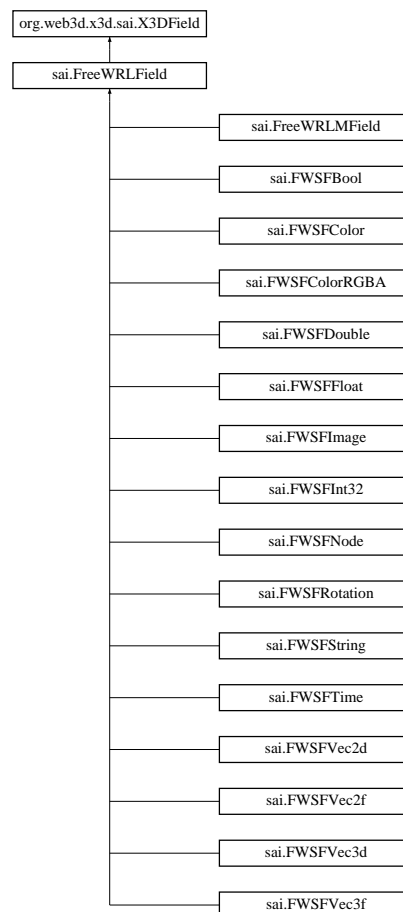 org.web3d.x3d.sai.X3DField
sai.FreeWRLField
sai.FreeWRLMField
sai.FWSFBool
sai.FWSFColor
sai.FWSFColorRGBA
sai.FWSFDouble
sai.FWSFFloat
sai.FWSFImage
sai.FWSFInt32
sai.FWSFNode
sai.FWSFRotation
sai.FWSFString
sai.FWSFTime
sai.FWSFVec2d
sai.FWSFVec2f
sai.FWSFVec3d
sai.FWSFVec3f